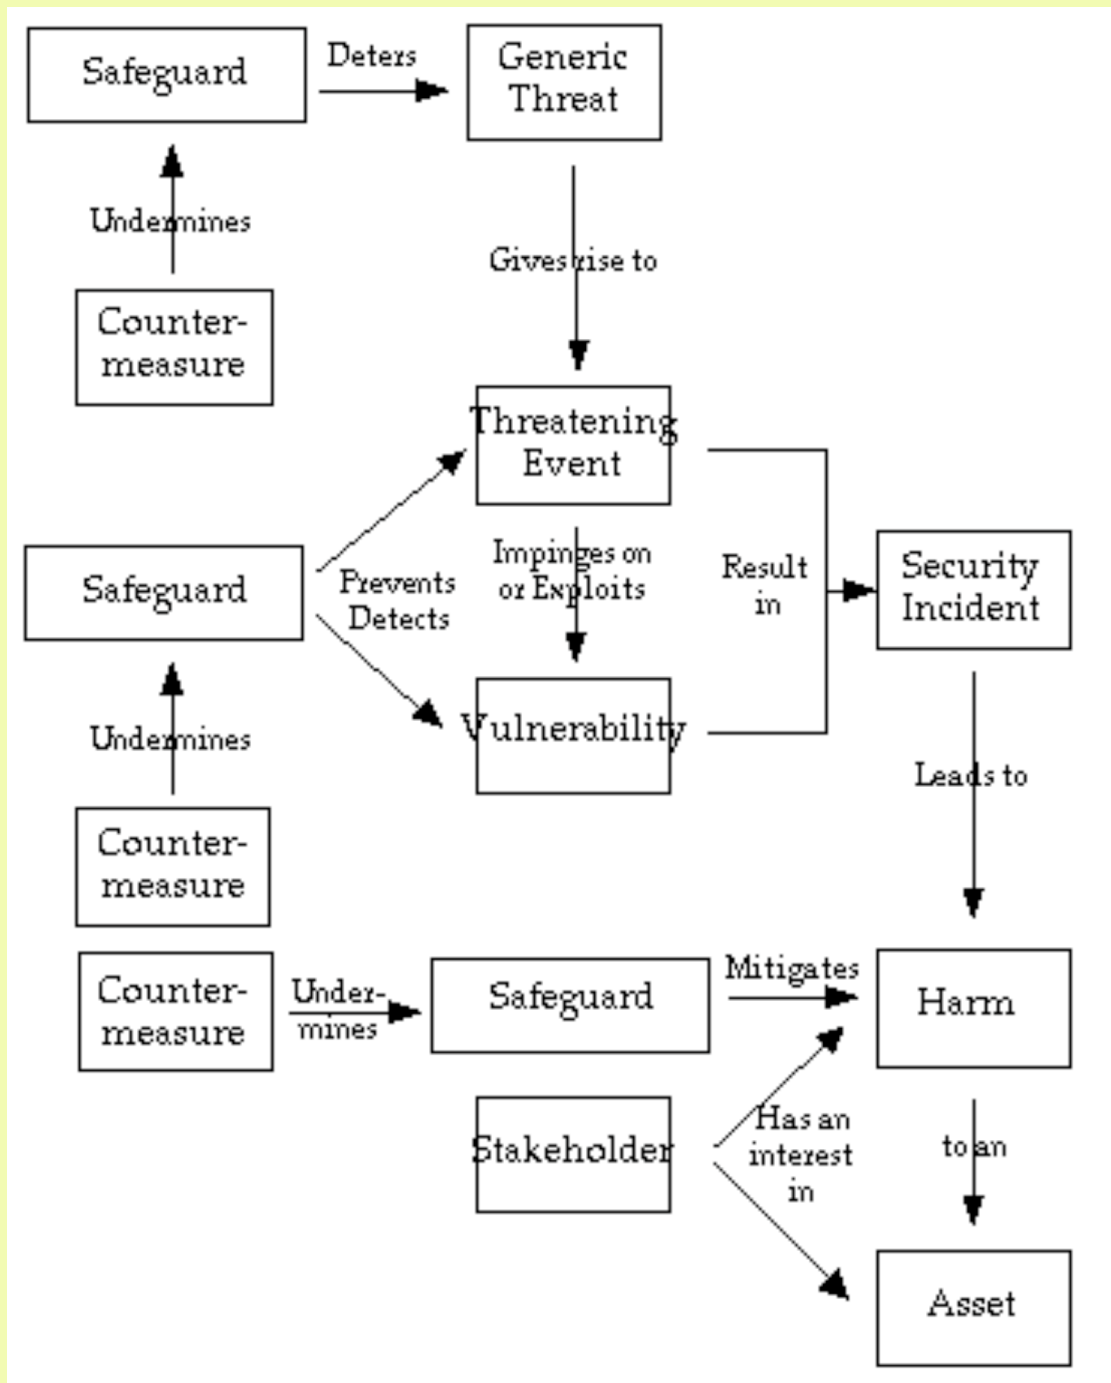 Safeguard
Deters
Generic
Threat
Undermines
Counter-
measure
Gives rise to
Threatening
Event
Safeguard
Prevents
Detects
Impinges on
or Exploits
Result
in
Security
Incident
Vulnerability
Undermines
Counter-
measure
Leads to
Counter-
measure
Under-
mines
Safeguard
Mitigates
Harm
Stakeholder
Has an
interest
in
to an
Asset